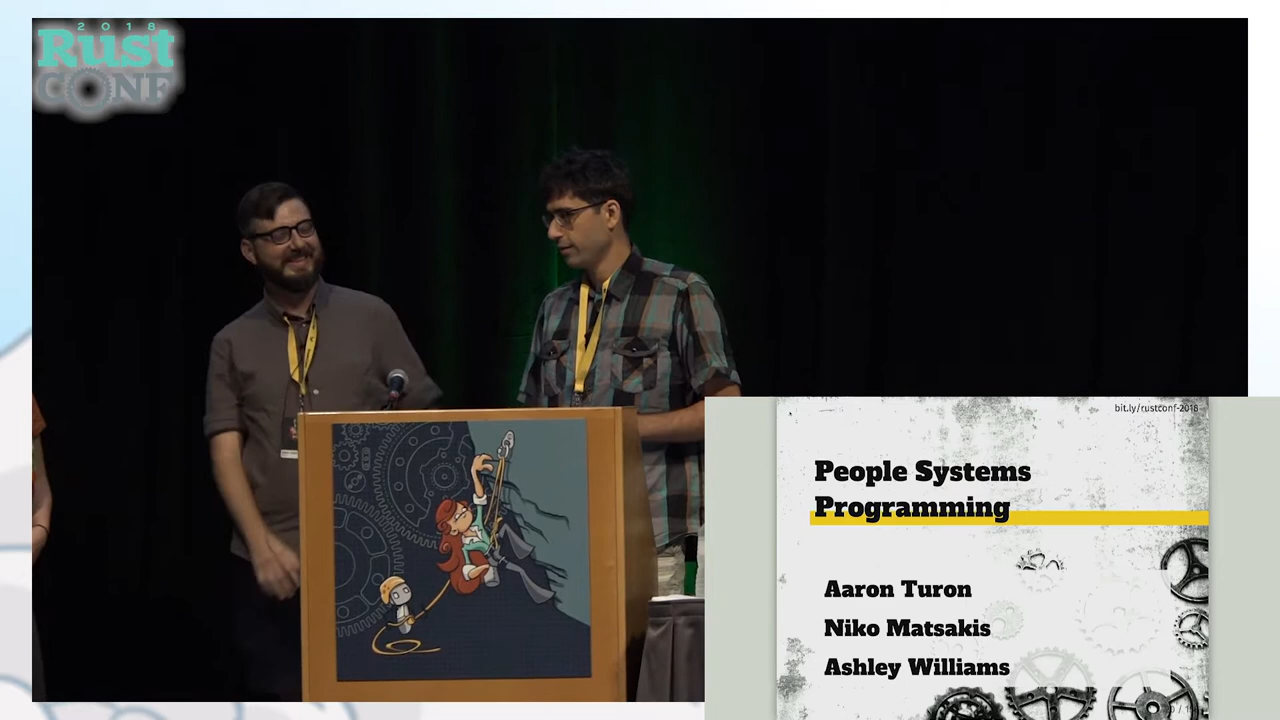 2018
Rust
CONF
bit.ly/rustconf-2018
People Systems
Programming
Aaron Turon
Niko Matsakis
Ashley Williams